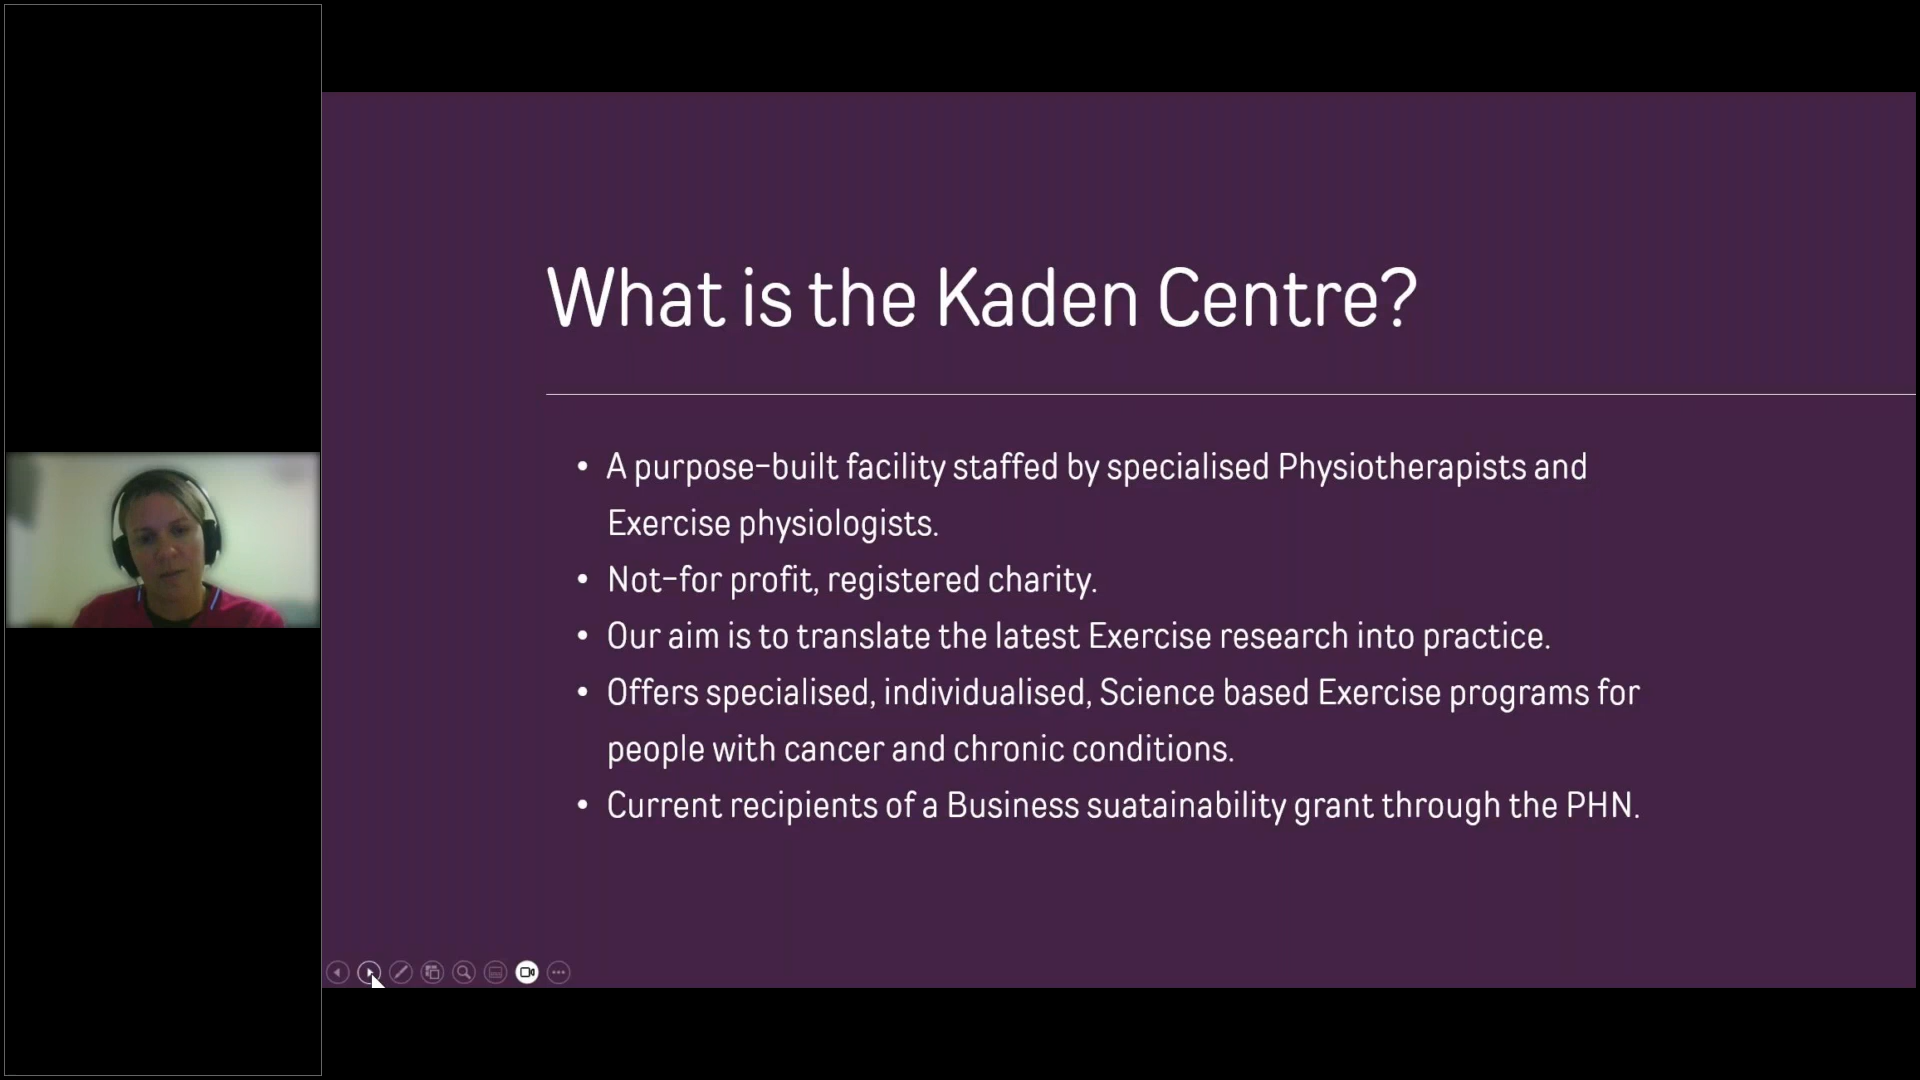 What is the Kaden Centre?
• A purpose-built facility staffed by specialised Physiotherapists and
Exercise physiologists.
• Not-for profit, registered charity.
• Our aim is to translate the latest Exercise research into practice.
• Offers specialised, individualised, Science based Exercise programs for
people with cancer and chronic conditions.
• Current recipients of a Business suatainability grant through the PHN.